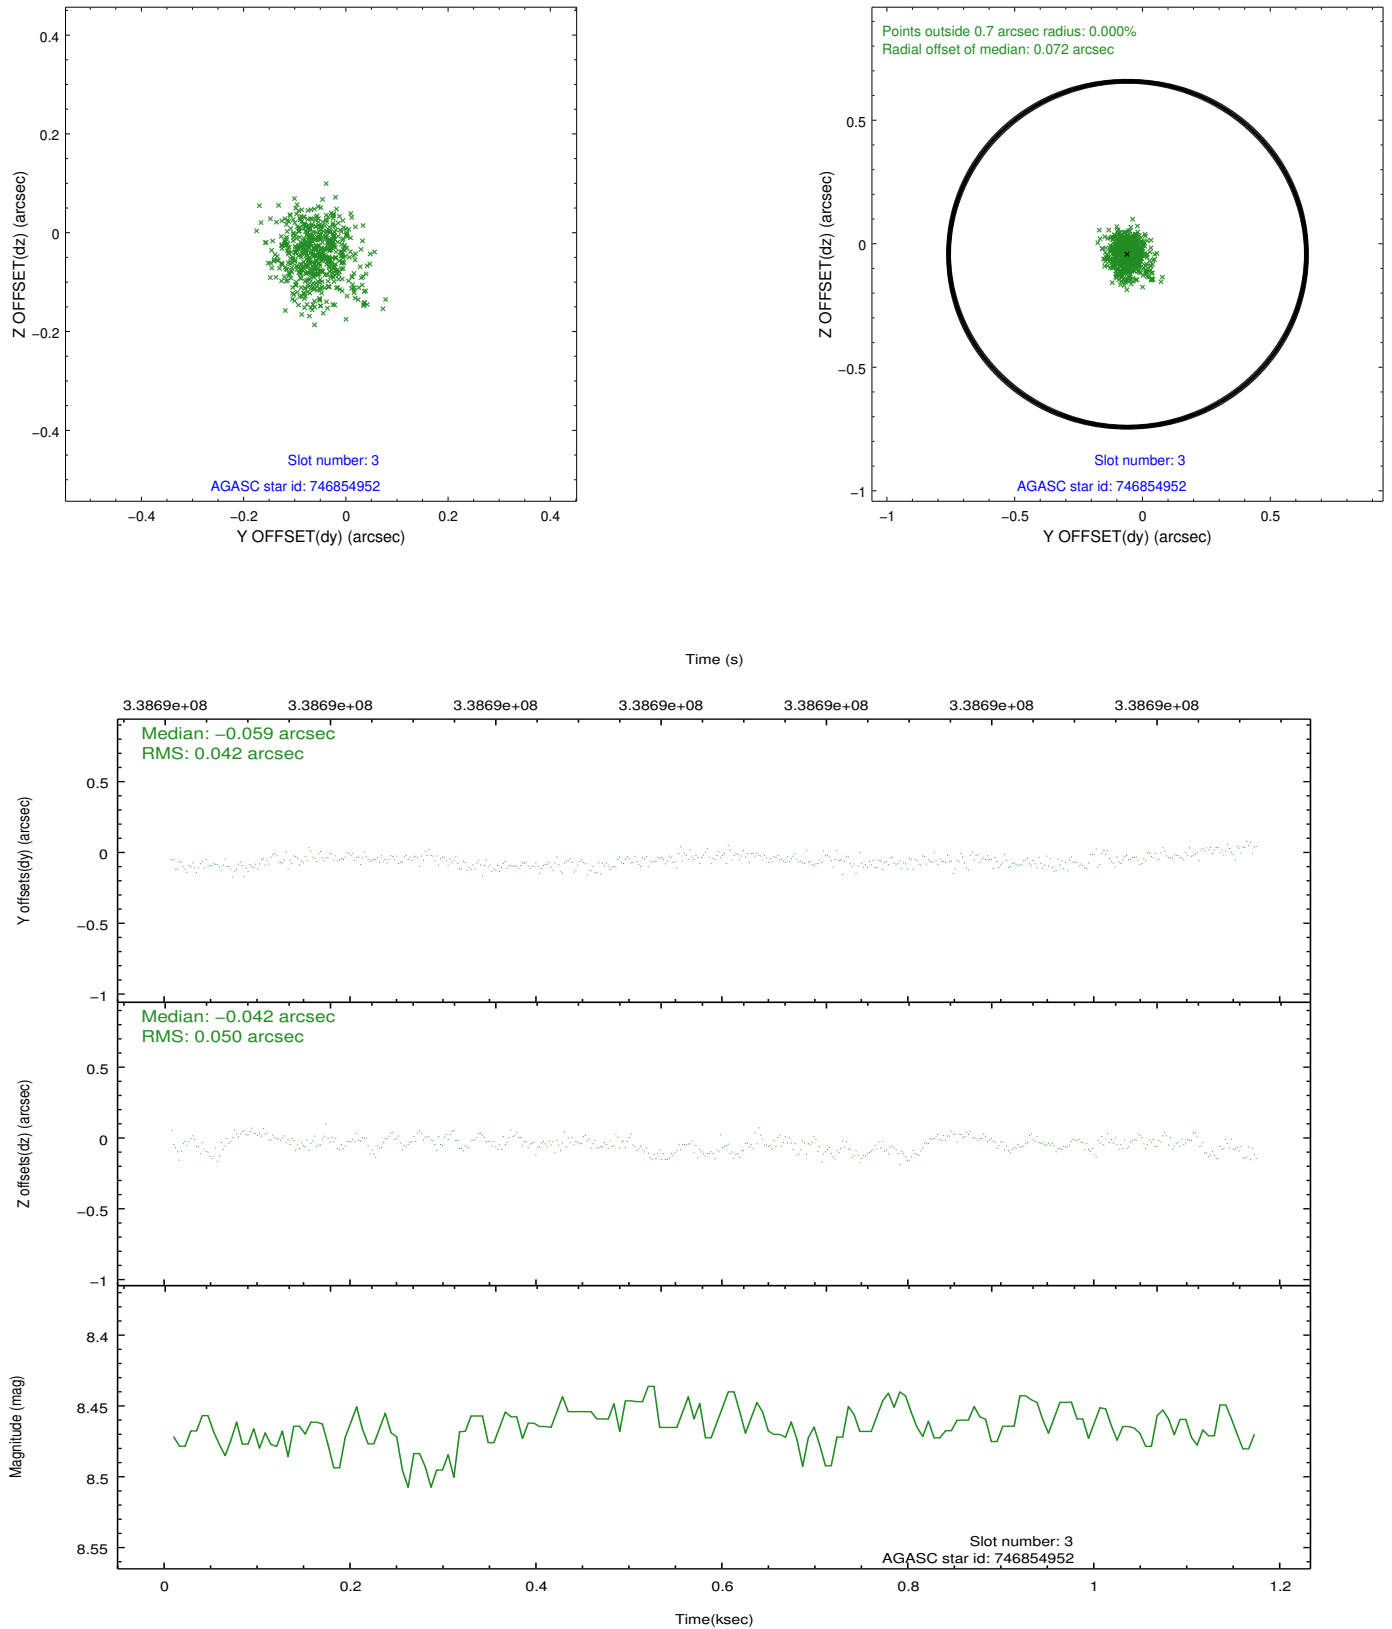 0.4
0.2
0
−0.2
−0.4
Z OFFSET(dz) (arcsec)
Slot number: 3
AGASC star id: 746854952
−0.4 −0.2 0 0.2 0.4
Y OFFSET(dy) (arcsec)
Points outside 0.7 arcsec radius: 0.000%
Radial offset of median: 0.072 arcsec
0.5
0
−0.5
−1
Z OFFSET(dz) (arcsec)
Slot number: 3
AGASC star id: 746854952
−1 −0.5 0 0.5
Y OFFSET(dy) (arcsec)
Time (s)
3.3869e+08 3.3869e+08 3.3869e+08 3.3869e+08 3.3869e+08 3.3869e+08 3.3869e+08
Median: −0.059 arcsec
RMS: 0.042 arcsec
0.5
0
−0.5
−1
Y offsets(dy) (arcsec)
Median: −0.042 arcsec
RMS: 0.050 arcsec
0.5
0
−0.5
−1
Z offsets(dz) (arcsec)
8.4
8.45
8.5
8.55
Magnitude (mag)
Slot number: 3
AGASC star id: 746854952
0 0.2 0.4 0.6 0.8 1 1.2
Time(ksec)